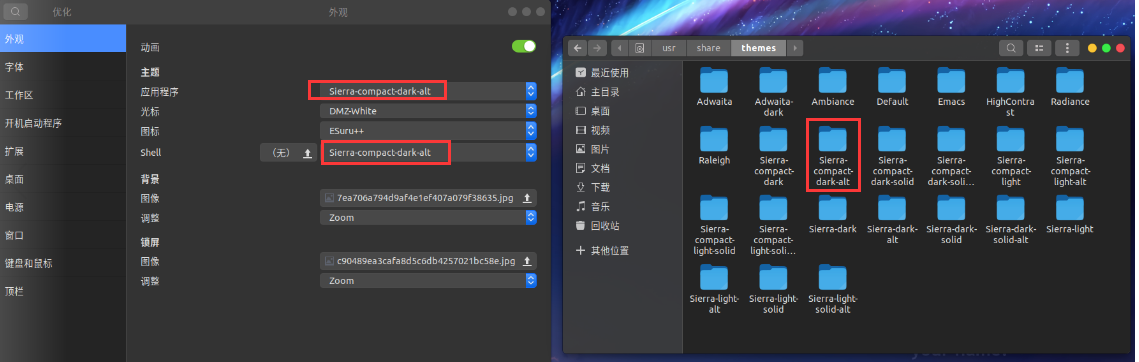 优化
外观
外观
字体
工作区
开机启动程序
扩展
桌面
电源
窗口
键盘和鼠标
顶栏
动画
主题
应用程序
Sierra-compact-dark-alt
光标
DMZ-White
图标
ESuru++
Shell
(无)
Sierra-compact-dark-alt
背景
图像
7ea706a794d9af4e1ef407a079f38635.jpg
调整
Zoom
锁屏
图像
c90489ea3cafa8d5c6db4257021bc58e.jpg
调整
Zoom
usr
share
themes
最近使用
主目录
桌面
视频
图片
文档
下载
音乐
回收站
其他位置
Adwaita
Adwaita-
dark
Ambiance
Default
Emacs
HighContra
st
Radiance
Raleigh
Sierra-
compact-
dark
Sierra-
compact-
dark-alt
Sierra-
compact-
dark-solid
Sierra-
compact-
dark-soli...
Sierra-
compact-
light
Sierra-
compact-
light-alt
Sierra-
compact-
light-solid
Sierra-
compact-
light-soli...
Sierra-dark
Sierra-dark-
alt
Sierra-dark-
solid
Sierra-dark-
solid-alt
Sierra-light
Sierra-light-
alt
Sierra-light-
solid
Sierra-light-
solid-alt